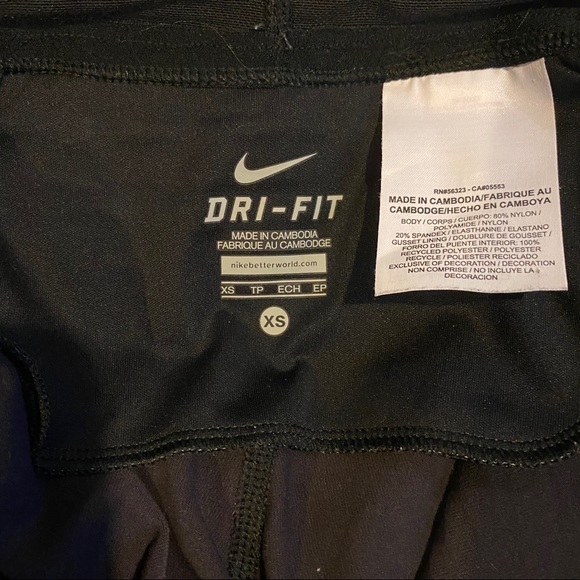 DRI-FIT
MADE IN CAMBODIA
FABRIQUE AU CAMBODGE
nikebetterworld.com
XS TP ECH EP
XS
RN#56323 - CA#05553
MADE IN CAMBODIA/FABRIQUE AU
CAMBODGE/HECHO EN CAMBOYA
BODY / CORPS / CUERPO: 80% NYLON /
POLYAMIDE / NYLON
20% SPANDEX / ELASTHANNE / ELASTANO
GUSSET LINING / DOUBLURE DE GOUSSET /
FORRO DEL PUENTE INTERIOR: 100%
RECYCLED POLYESTER / POLYESTER
RECYCLE / POLIESTER RECICLADO
EXCLUSIVE OF DECORATION / DECORATION
NON COMPRISE / NO INCLUYE LA
DECORACION